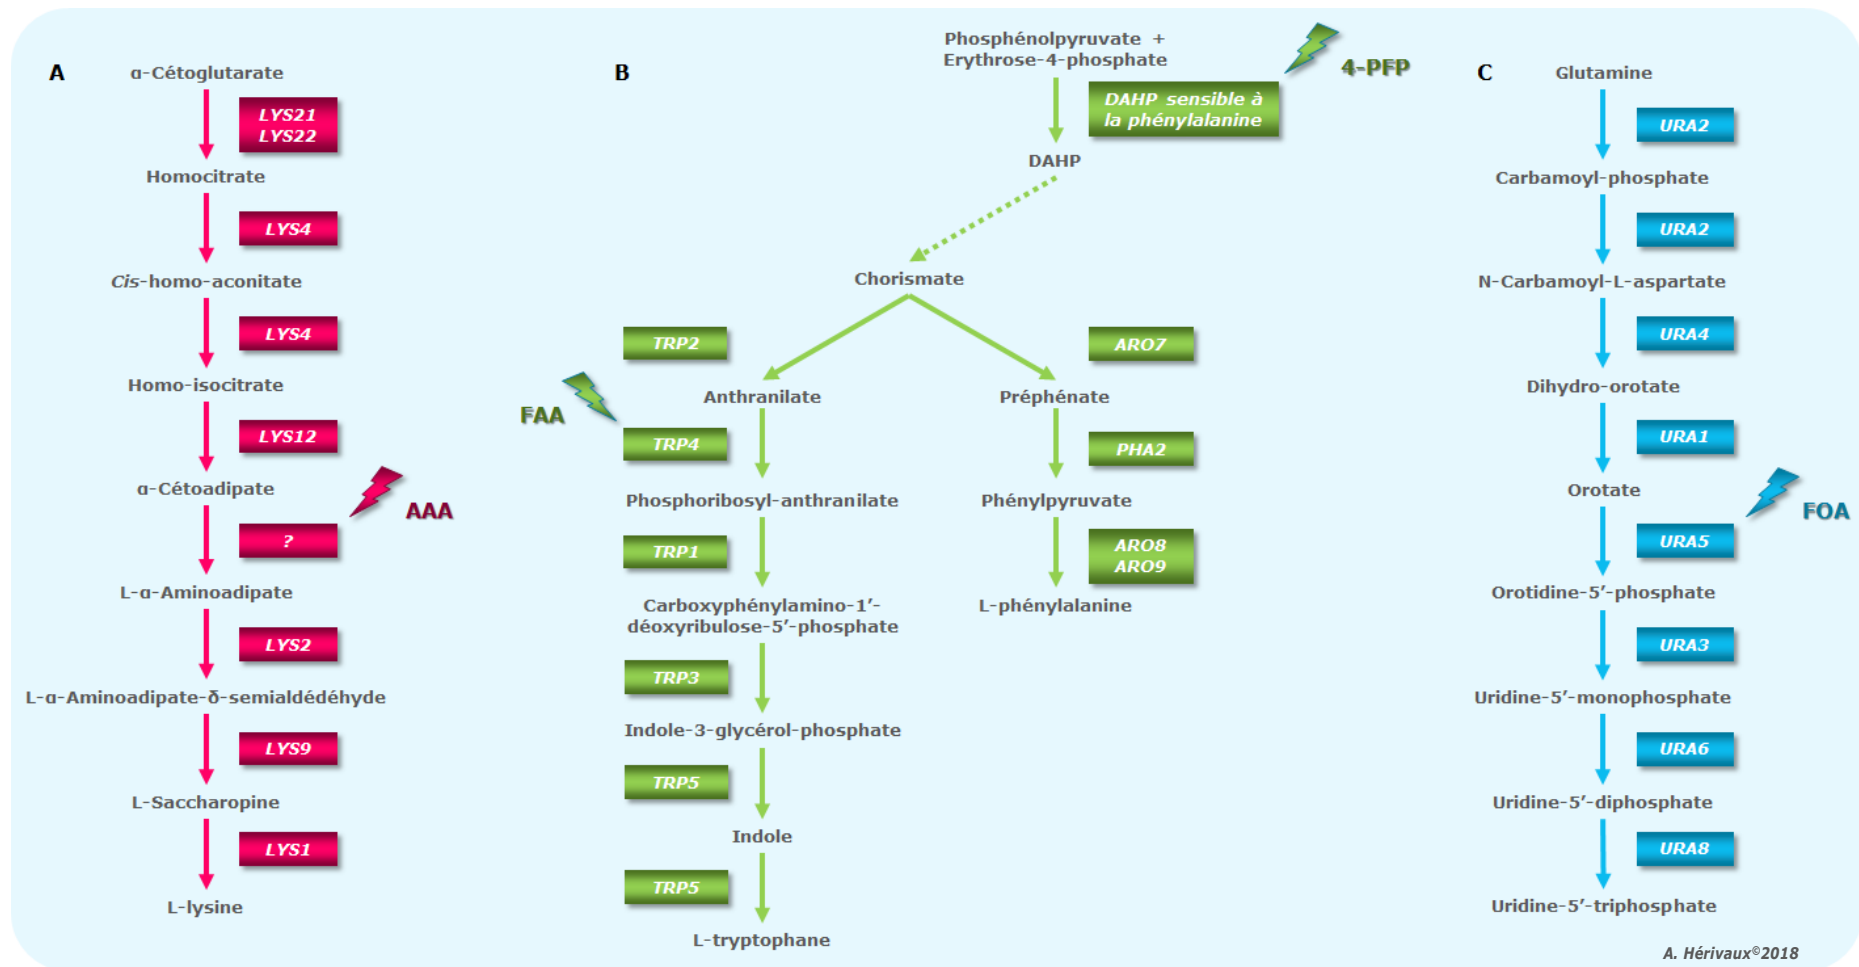 A
α-Cétoglutarate
LYS21
LYS22
Homocitrate
LYS4
Cis-homo-aconitate
LYS4
Homo-isocitrate
LYS12
α-Cétoadipate
AAA
?
L-α-Aminoadipate
LYS2
L-α-Aminoadipate-δ-semialdédéhyde
LYS9
L-Saccharopine
LYS1
L-lysine
B
Phosphénolpyruvate +
Erythrose-4-phosphate
4-PFP
DAHP sensible à
la phénylalanine
DAHP
Chorismate
TRP2
Anthranilate
FAA
TRP4
Phosphoribosyl-anthranilate
TRP1
Carboxyphénylamino-1’-
déoxyribulose-5’-phosphate
TRP3
Indole-3-glycérol-phosphate
TRP5
Indole
TRP5
L-tryptophane
ARO7
Préphénate
PHA2
Phénylpyruvate
ARO8
ARO9
L-phénylalanine
C
Glutamine
URA2
Carbamoyl-phosphate
URA2
N-Carbamoyl-L-aspartate
URA4
Dihydro-orotate
URA1
Orotate
FOA
URA5
Orotidine-5’-phosphate
URA3
Uridine-5’-monophosphate
URA6
Uridine-5’-diphosphate
URA8
Uridine-5’-triphosphate
A. Hérivaux©2018